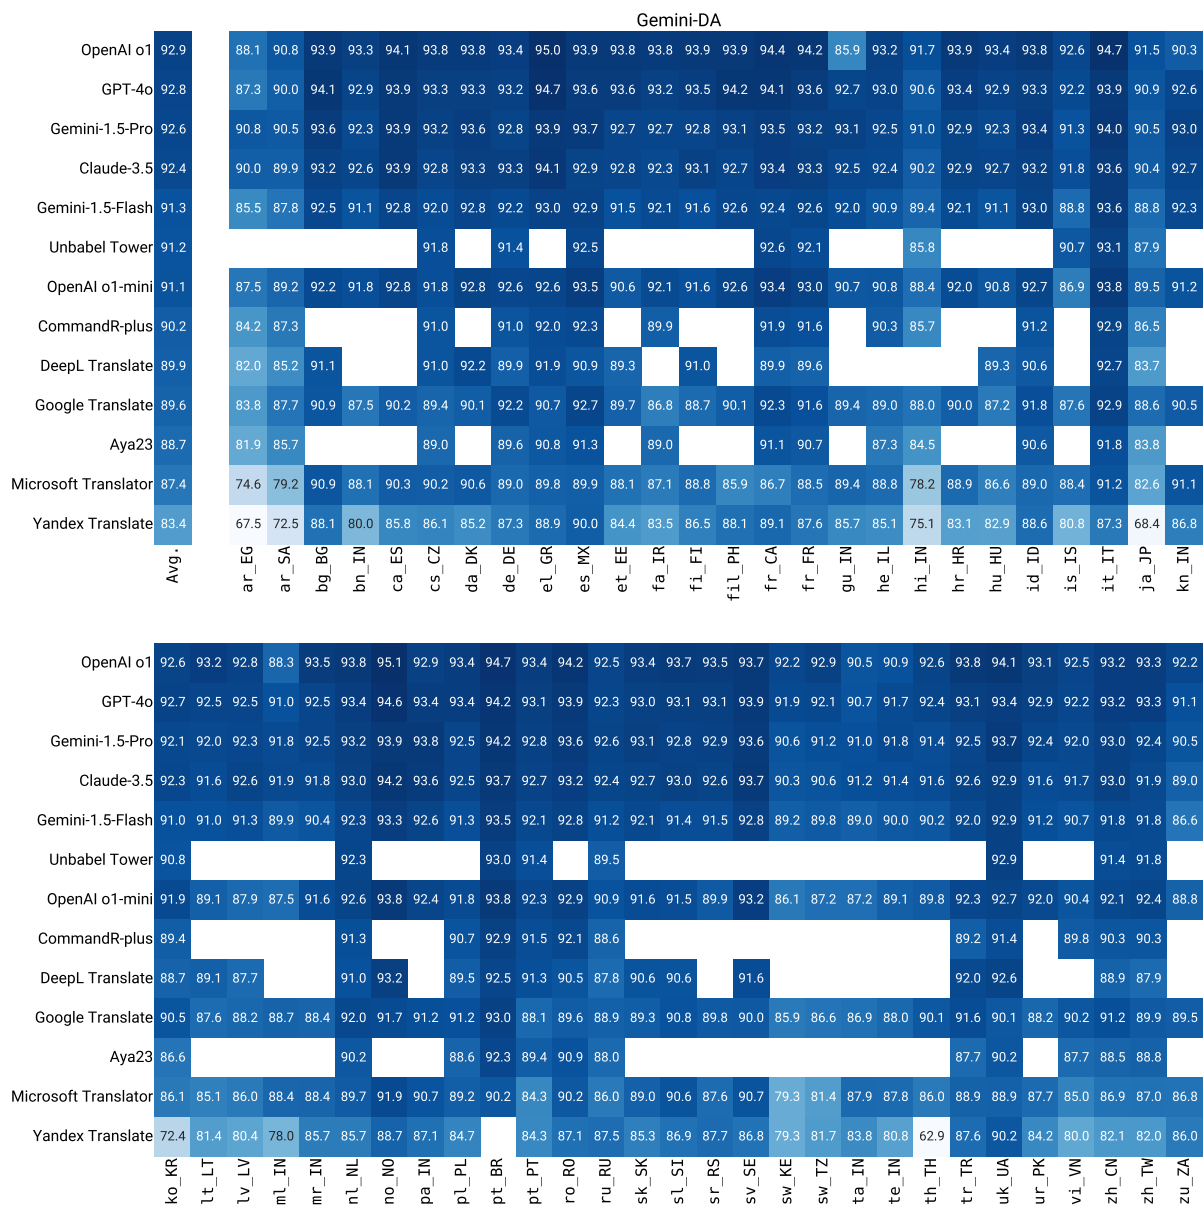 Gemini-DA
OpenAI o1 92.9 88.1 90.8 93.9 93.3 94.1 93.8 93.8 93.4 95.0 93.9 93.8 93.8 93.9 93.9 94.4 94.2 85.9 93.2 91.7 93.9 93.4 93.8 92.6 94.7 91.5 90.3
GPT-4o 92.8 87.3 90.0 94.1 92.9 93.9 93.3 93.3 93.2 94.7 93.6 93.6 93.2 93.5 94.2 94.1 93.6 92.7 93.0 90.6 93.4 92.9 93.3 92.2 93.9 90.9 92.6
Gemini-1.5-Pro 92.6 90.8 90.5 93.6 92.3 93.9 93.2 93.6 92.8 93.9 93.7 92.7 92.7 92.8 93.1 93.5 93.2 93.1 92.5 91.0 92.9 92.3 93.4 91.3 94.0 90.5 93.0
Claude-3.5 92.4 90.0 89.9 93.2 92.6 93.9 92.8 93.3 93.3 94.1 92.9 92.8 92.3 93.1 92.7 93.4 93.3 92.5 92.4 90.2 92.9 92.7 93.2 91.8 93.6 90.4 92.7
Gemini-1.5-Flash 91.3 85.5 87.8 92.5 91.1 92.8 92.0 92.8 92.2 93.0 92.9 91.5 92.1 91.6 92.6 92.4 92.6 92.0 90.9 89.4 92.1 91.1 93.0 88.8 93.6 88.8 92.3
Unbabel Tower 91.2 91.8 91.4 92.5 92.6 92.1 85.8 90.7 93.1 87.9
OpenAI o1-mini 91.1 87.5 89.2 92.2 91.8 92.8 91.8 92.8 92.6 92.6 93.5 90.6 92.1 91.6 92.6 93.4 93.0 90.7 90.8 88.4 92.0 90.8 92.7 86.9 93.8 89.5 91.2
CommandR-plus 90.2 84.2 87.3 91.0 91.0 92.0 92.3 89.9 91.9 91.6 90.3 85.7 91.2 92.9 86.5
DeepL Translate 89.9 82.0 85.2 91.1 91.0 92.2 89.9 91.9 90.9 89.3 91.0 89.9 89.6 89.3 90.6 92.7 83.7
Google Translate 89.6 83.8 87.7 90.9 87.5 90.2 89.4 90.1 92.2 90.7 92.7 89.7 86.8 88.7 90.1 92.3 91.6 89.4 89.0 88.0 90.0 87.2 91.8 87.6 92.9 88.6 90.5
Aya23 88.7 81.9 85.7 89.0 89.6 90.8 91.3 89.0 91.1 90.7 87.3 84.5 90.6 91.8 83.8
Microsoft Translator 87.4 74.6 79.2 90.9 88.1 90.3 90.2 90.6 89.0 89.8 89.9 88.1 87.1 88.8 85.9 86.7 88.5 89.4 88.8 78.2 88.9 86.6 89.0 88.4 91.2 82.6 91.1
Yandex Translate 83.4 67.5 72.5 88.1 80.0 85.8 86.1 85.2 87.3 88.9 90.0 84.4 83.5 86.5 88.1 89.1 87.6 85.7 85.1 75.1 83.1 82.9 88.6 80.8 87.3 68.4 86.8
Avg. ar_EG ar_SA bg_BG bn_IN ca_ES cs_CZ da_DK de_DE el_GR es_MX et_EE fa_IR fi_FI fil_PH fr_CA fr_FR gu_IN he_IL hi_IN hr_HR hu_HU id_ID is_IS it_IT ja_JP kn_IN
OpenAI o1 92.6 93.2 92.8 88.3 93.5 93.8 95.1 92.9 93.4 94.7 93.4 94.2 92.5 93.4 93.7 93.5 93.7 92.2 92.9 90.5 90.9 92.6 93.8 94.1 93.1 92.5 93.2 93.3 92.2
GPT-4o 92.7 92.5 92.5 91.0 92.5 93.4 94.6 93.4 93.4 94.2 93.1 93.9 92.3 93.0 93.1 93.1 93.9 91.9 92.1 90.7 91.7 92.4 93.1 93.4 92.9 92.2 93.2 93.3 91.1
Gemini-1.5-Pro 92.1 92.0 92.3 91.8 92.5 93.2 93.9 93.8 92.5 94.2 92.8 93.6 92.6 93.1 92.8 92.9 93.6 90.6 91.2 91.0 91.8 91.4 92.5 93.7 92.4 92.0 93.0 92.4 90.5
Claude-3.5 92.3 91.6 92.6 91.9 91.8 93.0 94.2 93.6 92.5 93.7 92.7 93.2 92.4 92.7 93.0 92.6 93.7 90.3 90.6 91.2 91.4 91.6 92.6 92.9 91.6 91.7 93.0 91.9 89.0
Gemini-1.5-Flash 91.0 91.0 91.3 89.9 90.4 92.3 93.3 92.6 91.3 93.5 92.1 92.8 91.2 92.1 91.4 91.5 92.8 89.2 89.8 89.0 90.0 90.2 92.0 92.9 91.2 90.7 91.8 91.8 86.6
Unbabel Tower 90.8 92.3 93.0 91.4 89.5 92.9 91.4 91.8
OpenAI o1-mini 91.9 89.1 87.9 87.5 91.6 92.6 93.8 92.4 91.8 93.8 92.3 92.9 90.9 91.6 91.5 89.9 93.2 86.1 87.2 87.2 89.1 89.8 92.3 92.7 92.0 90.4 92.1 92.4 88.8
CommandR-plus 89.4 91.3 90.7 92.9 91.5 92.1 88.6 89.2 91.4 89.8 90.3 90.3
DeepL Translate 88.7 89.1 87.7 91.0 93.2 89.5 92.5 91.3 90.5 87.8 90.6 90.6 91.6 92.0 92.6 88.9 87.9
Google Translate 90.5 87.6 88.2 88.7 88.4 92.0 91.7 91.2 91.2 93.0 88.1 89.6 88.9 89.3 90.8 89.8 90.0 85.9 86.6 86.9 88.0 90.1 91.6 90.1 88.2 90.2 91.2 89.9 89.5
Aya23 86.6 90.2 88.6 92.3 89.4 90.9 88.0 87.7 90.2 87.7 88.5 88.8
Microsoft Translator 86.1 85.1 86.0 88.4 88.4 89.7 91.9 90.7 89.2 90.2 84.3 90.2 86.0 89.0 90.6 87.6 90.7 79.3 81.4 87.9 87.8 87.4 88.9 88.9 87.7 85.0 86.9 87.0 86.8
Yandex Translate 72.4 81.4 80.4 78.0 85.7 85.7 88.7 87.1 84.7 84.3 87.1 87.5 85.3 86.9 87.7 86.8 79.3 81.7 83.8 80.8 62.9 87.6 90.2 84.2 80.0 82.1 82.0 86.0
ko_KR lt_LT lv_LV ml_IN mr_IN nl_NL no_NO pa_IN pl_PL pt_BR pt_PT ro_RO ru_RU sk_SK sl_SI sr_RS sv_SE sw_KE sw_TZ ta_IN te_IN th_TH tr_TR uk_UA ur_PK vi_VN zh_CN zh_TW zu_ZA